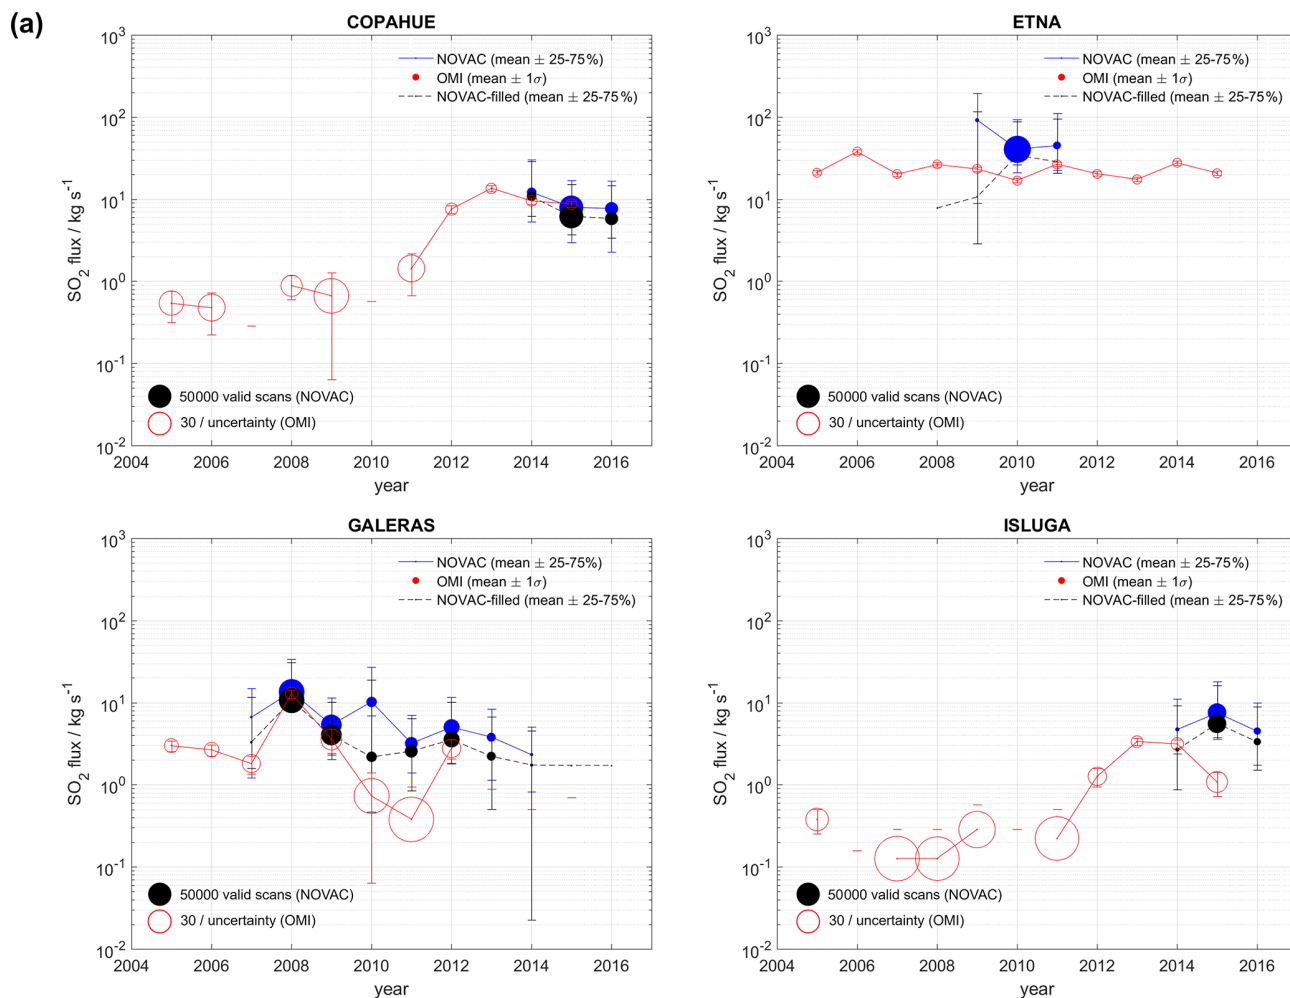 (a)
COPAHUE
10^3
10^2
10^1
10^0
10^-1
10^-2
SO2 flux / kg s^-1
NOVAC (mean ± 25-75%)
OMI (mean ± 1σ)
NOVAC-filled (mean ± 25-75%)
50000 valid scans (NOVAC)
30 / uncertainty (OMI)
2004 2006 2008 2010 2012 2014 2016
year
ETNA
10^3
10^2
10^1
10^0
10^-1
10^-2
SO2 flux / kg s^-1
NOVAC (mean ± 25-75%)
OMI (mean ± 1σ)
NOVAC-filled (mean ± 25-75%)
50000 valid scans (NOVAC)
30 / uncertainty (OMI)
2004 2006 2008 2010 2012 2014 2016
year
GALERAS
10^3
10^2
10^1
10^0
10^-1
10^-2
SO2 flux / kg s^-1
NOVAC (mean ± 25-75%)
OMI (mean ± 1σ)
NOVAC-filled (mean ± 25-75%)
50000 valid scans (NOVAC)
30 / uncertainty (OMI)
2004 2006 2008 2010 2012 2014 2016
year
ISLUGA
10^3
10^2
10^1
10^0
10^-1
10^-2
SO2 flux / kg s^-1
NOVAC (mean ± 25-75%)
OMI (mean ± 1σ)
NOVAC-filled (mean ± 25-75%)
50000 valid scans (NOVAC)
30 / uncertainty (OMI)
2004 2006 2008 2010 2012 2014 2016
year